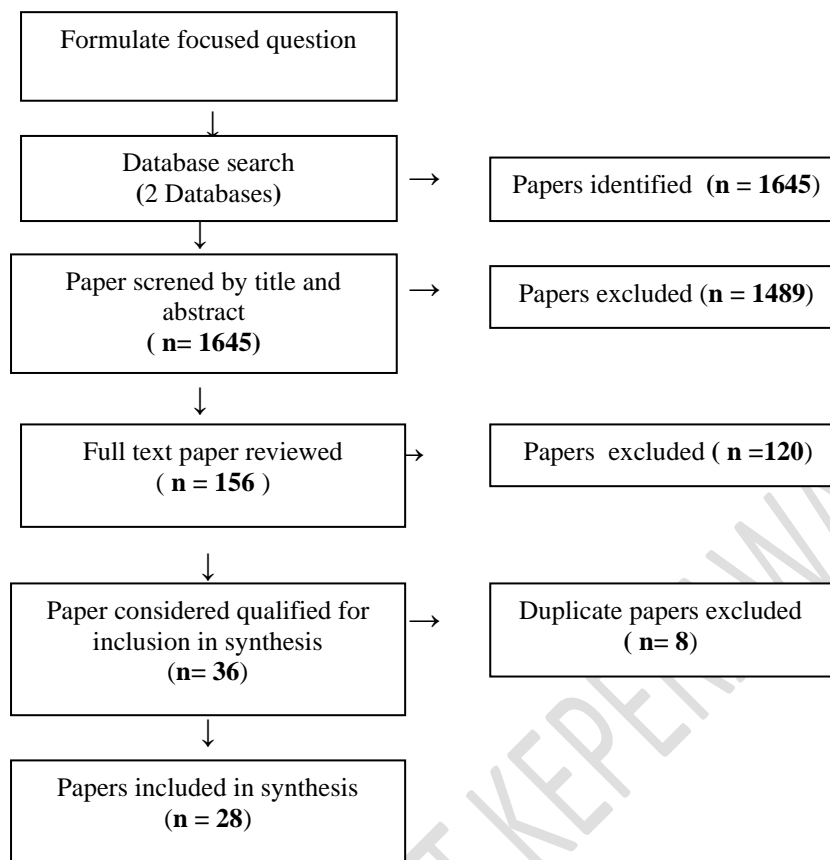 Formulate focused question
↓
Database search
(2 Databases)
→
Papers identified (n = 1645)
↓
Paper screned by title and
abstract
( n= 1645)
→
Papers excluded (n = 1489)
↓
Full text paper reviewed
( n = 156 )
→
Papers excluded ( n =120)
↓
Paper considered qualified for
inclusion in synthesis
(n= 36)
→
Duplicate papers excluded
( n= 8)
↓
Papers included in synthesis
(n = 28)